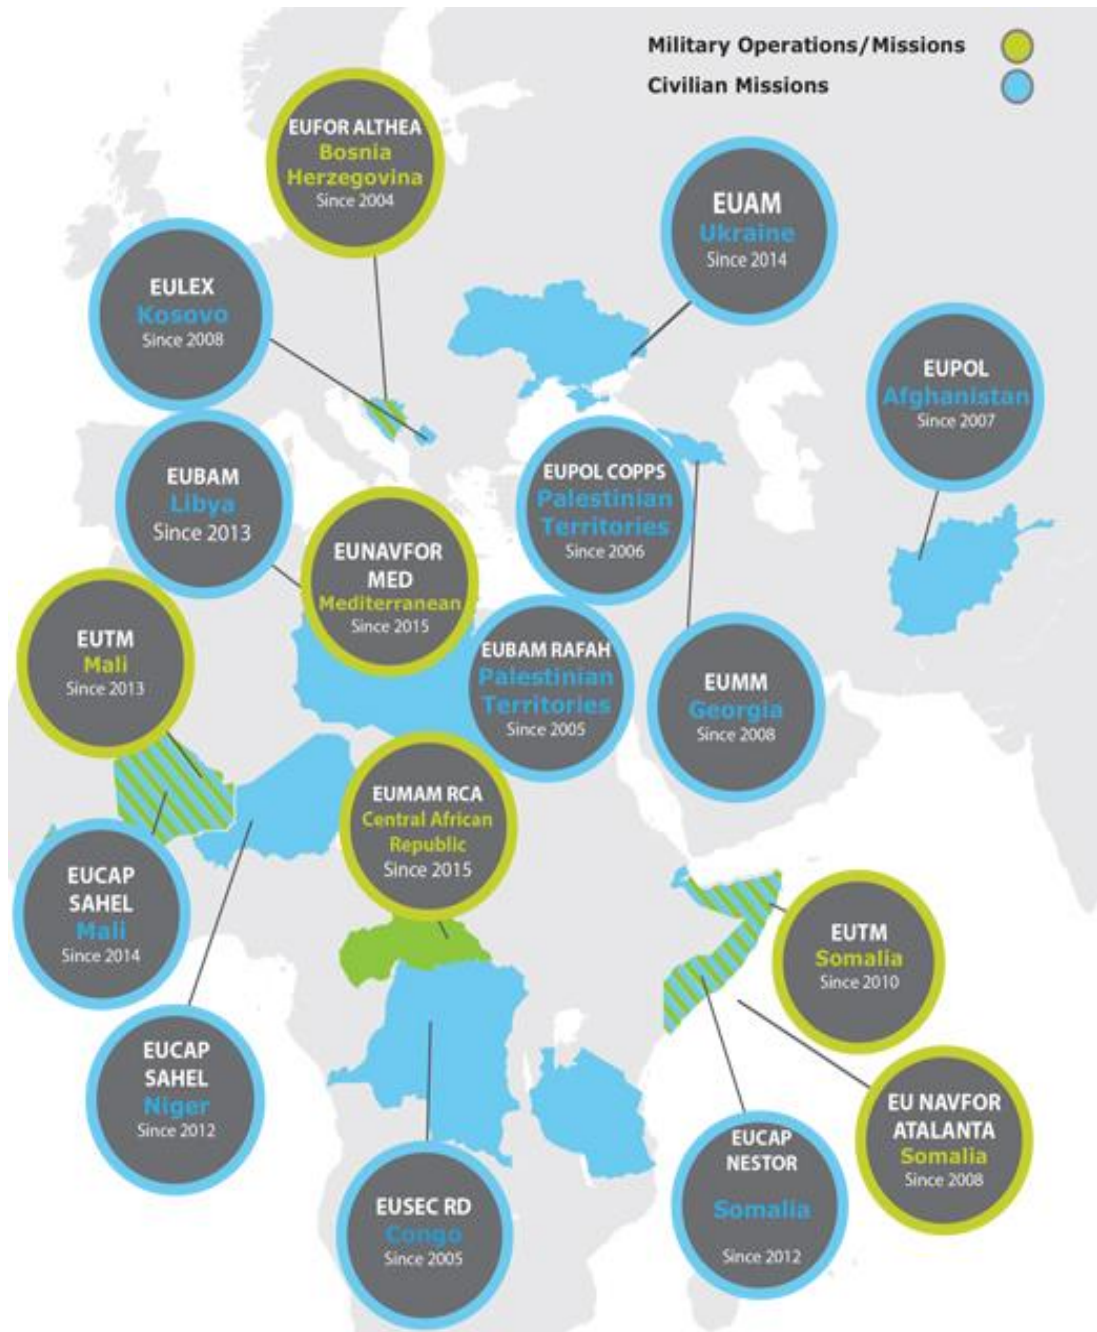 Military Operations/Missions
Civilian Missions
EUFOR ALTHEA
Bosnia
Herzegovina
Since 2004
EUAM
Ukraine
Since 2014
EULEX
Kosovo
Since 2008
EUPOL
Afghanistan
Since 2007
EUBAM
Libya
Since 2013
EUPOL COPPS
Palestinian
Territories
Since 2006
EUNAVFOR
MED
Mediterranean
Since 2015
EUTM
Mali
Since 2013
EUBAM RAFAH
Palestinian
Territories
Since 2005
EUMM
Georgia
Since 2008
EUMAM RCA
Central African
Republic
Since 2015
EUCAP
SAHEL
Mali
Since 2014
EUTM
Somalia
Since 2010
EUCAP
SAHEL
Niger
Since 2012
EU NAVFOR
ATALANTA
Somalia
Since 2008
EUCAP
NESTOR
Somalia
Since 2012
EUSEC RD
Congo
Since 2005